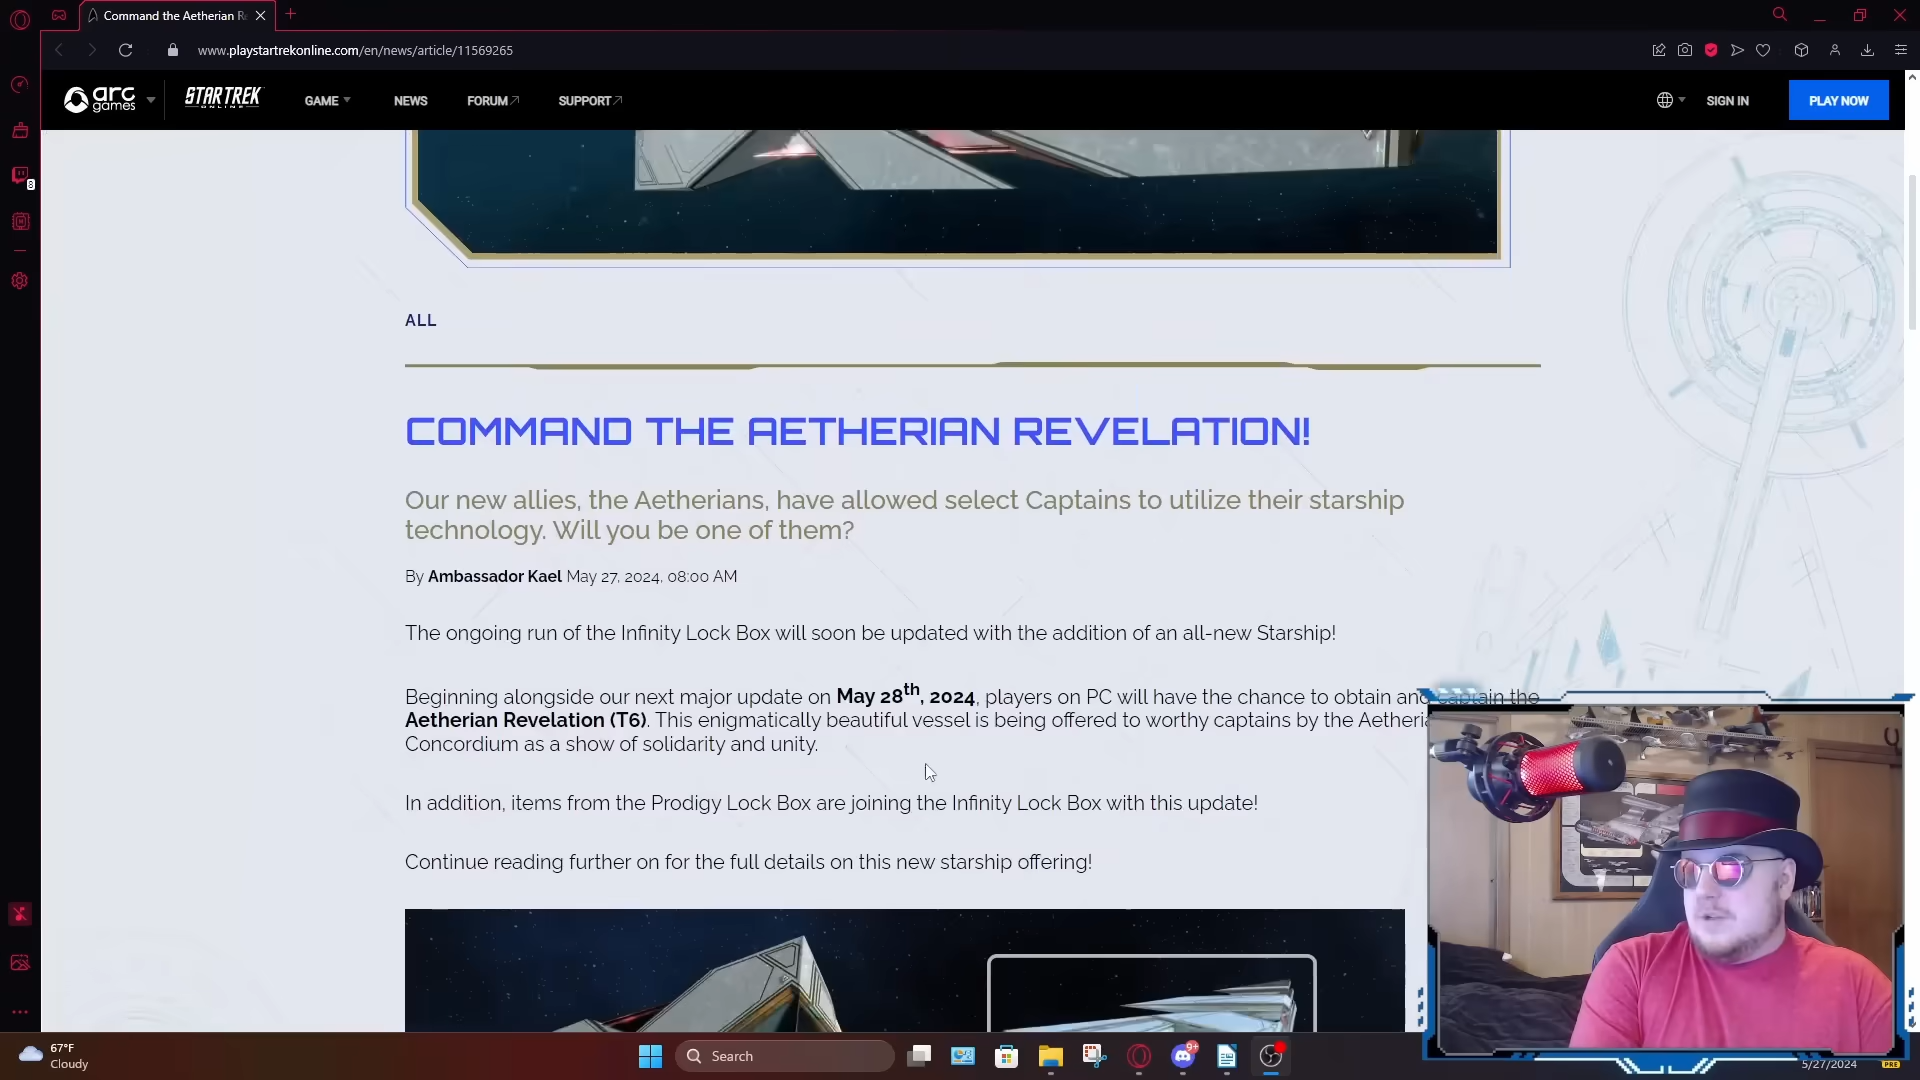 Command the Aetherian Re
www.playstartrekonline.com/en/news/article/11569265
arc games
STAR TREK ONLINE
GAME
NEWS
FORUM
SUPPORT
SIGN IN
PLAY NOW
8
ALL
COMMAND THE AETHERIAN REVELATION!
Our new allies, the Aetherians, have allowed select Captains to utilize their starship
technology. Will you be one of them?
By Ambassador Kael May 27, 2024, 08:00 AM
The ongoing run of the Infinity Lock Box will soon be updated with the addition of an all-new Starship!
Beginning alongside our next major update on May 28th, 2024, players on PC will have the chance to obtain and captain the
Aetherian Revelation (T6). This enigmatically beautiful vessel is being offered to worthy captains by the Aetheria
Concordium as a show of solidarity and unity.
In addition, items from the Prodigy Lock Box are joining the Infinity Lock Box with this update!
Continue reading further on for the full details on this new starship offering!
67°F
Cloudy
Search
9+
5/27/2024
PRE